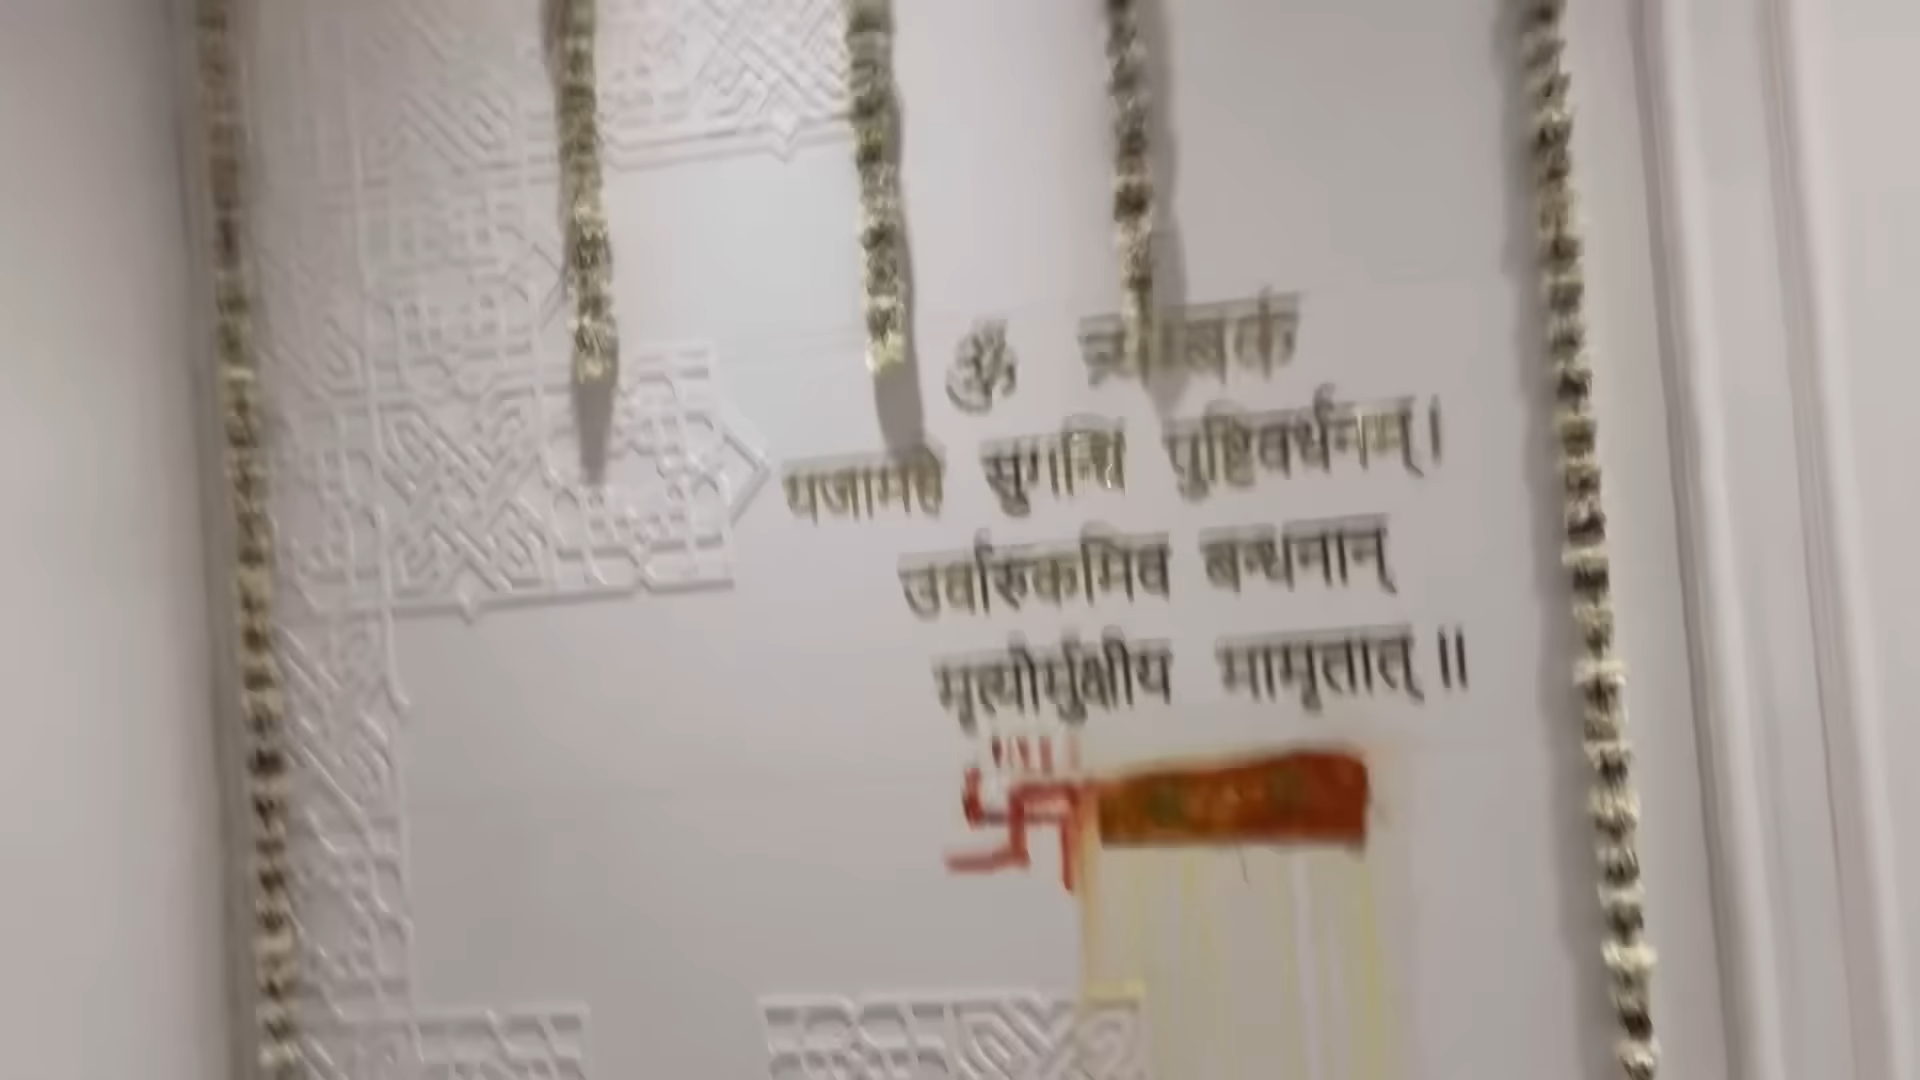 ॐ त्र्यम्बकं
यजामहे सुगन्धिं पुष्टिवर्धनम् ।
उर्वारुकमिव बन्धनान्
मृत्योर्मुक्षीय मामृतात् ॥